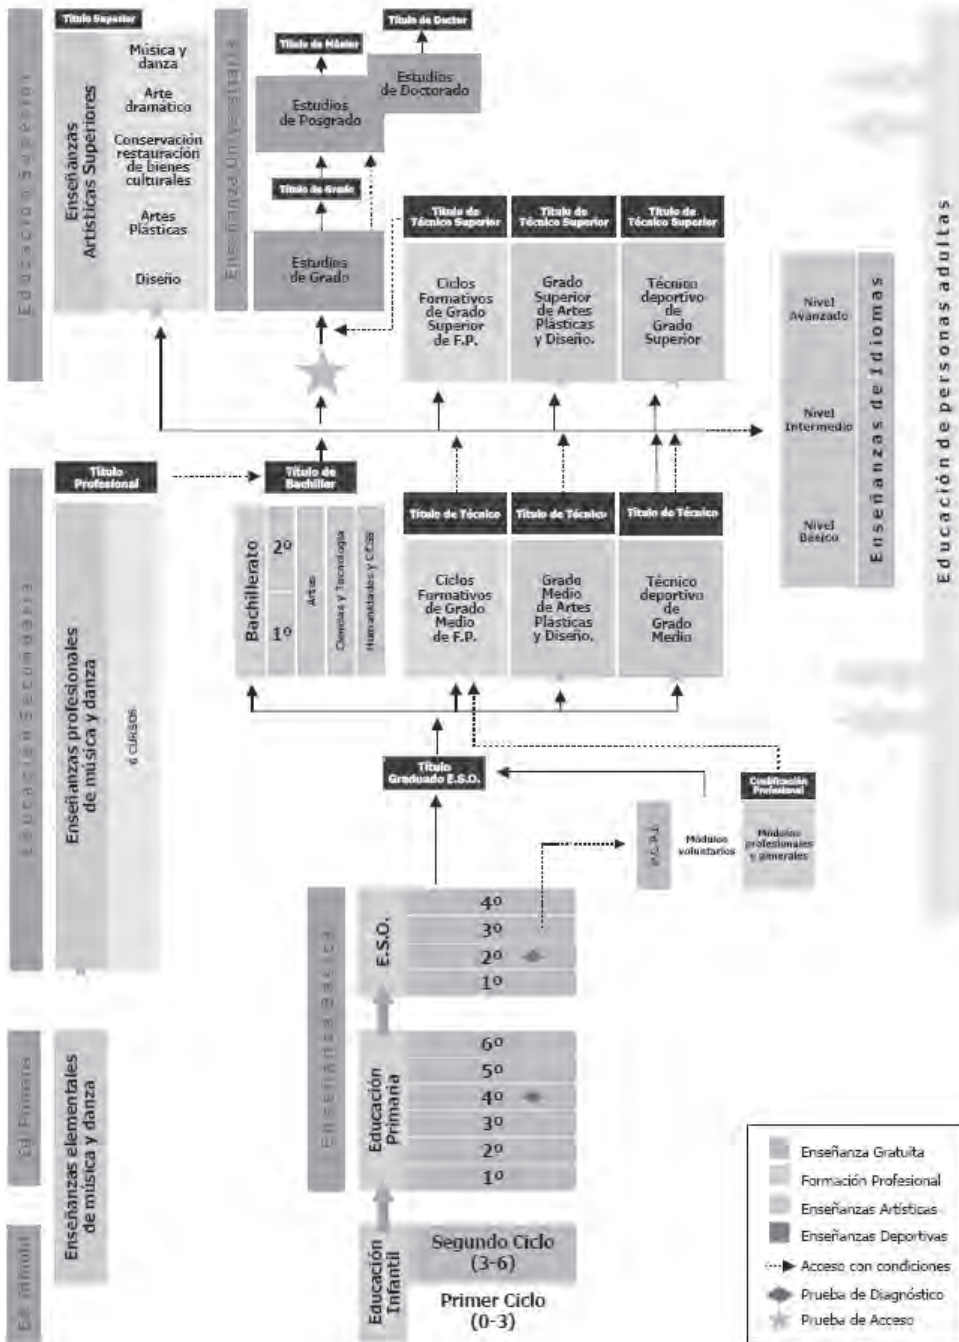 Título Superior
Educación Superior
Enseñanzas
Artísticas Superiores
Música y
danza
Arte
dramático
Conservación
restauración
de bienes
culturales
Artes
Plásticas
Diseño
Enseñanza Universitaria
Título de Máster
Título de Doctor
Estudios
de Posgrado
Estudios
de Doctorado
Título de Grado
Estudios
de Grado
Título de
Técnico Superior
Título de
Técnico Superior
Título de
Técnico Superior
Ciclos
Formativos
de Grado
Superior
de F.P.
Grado
Superior
de Artes
Plásticas
y Diseño.
Técnico
deportivo
de
Grado
Superior
Nivel
Avanzado
Nivel
Intermedio
Nivel
Básico
Enseñanzas de Idiomas
Educación de personas adultas
Educación Secundaria
Título
Profesional
Enseñanzas profesionales
de música y danza
6 CURSOS
Título de
Bachiller
Bachillerato
2º
1º
Artes
Ciencias y Tecnología
Humanidades y CCSS
Título de Técnico
Título de Técnico
Título de Técnico
Ciclos
Formativos
de Grado
Medio
de F.P.
Grado
Medio
de Artes
Plásticas
y Diseño.
Técnico
deportivo
de
Grado
Medio
Título
Graduado E.S.O.
Cualificación
Profesional
P.C.P.I.
Módulos
voluntarios
Módulos
profesionales
y generales
Enseñanza Básica
E.S.O.
4º
3º
2º
1º
Ed Primaria
Enseñanzas elementales
de música y danza
Educación
Primaria
6º
5º
4º
3º
2º
1º
Ed Infantil
Educación
Infantil
Segundo Ciclo
(3-6)
Primer Ciclo
(0-3)
Enseñanza Gratuita
Formación Profesional
Enseñanzas Artísticas
Enseñanzas Deportivas
Acceso con condiciones
Prueba de Diagnóstico
Prueba de Acceso